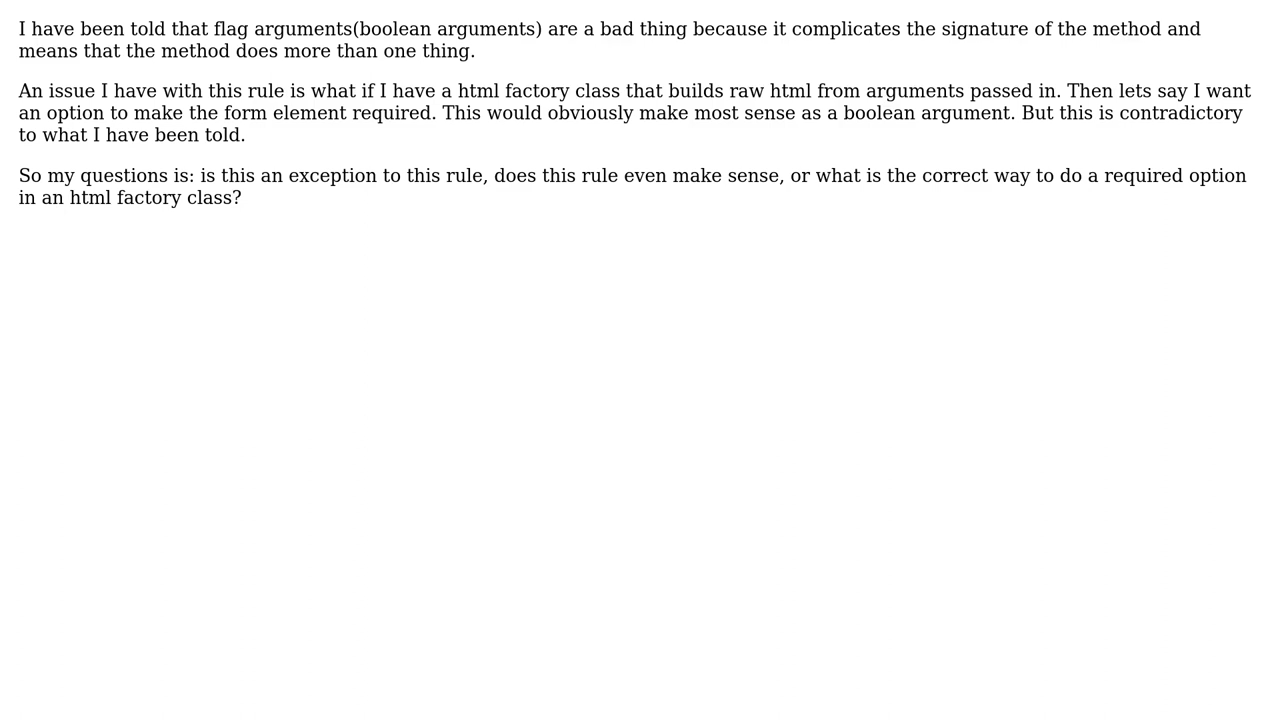 I have been told that flag arguments(boolean arguments) are a bad thing because it complicates the signature of the method and
means that the method does more than one thing.
An issue I have with this rule is what if I have a html factory class that builds raw html from arguments passed in. Then lets say I want
an option to make the form element required. This would obviously make most sense as a boolean argument. But this is contradictory
to what I have been told.
So my questions is: is this an exception to this rule, does this rule even make sense, or what is the correct way to do a required option
in an html factory class?